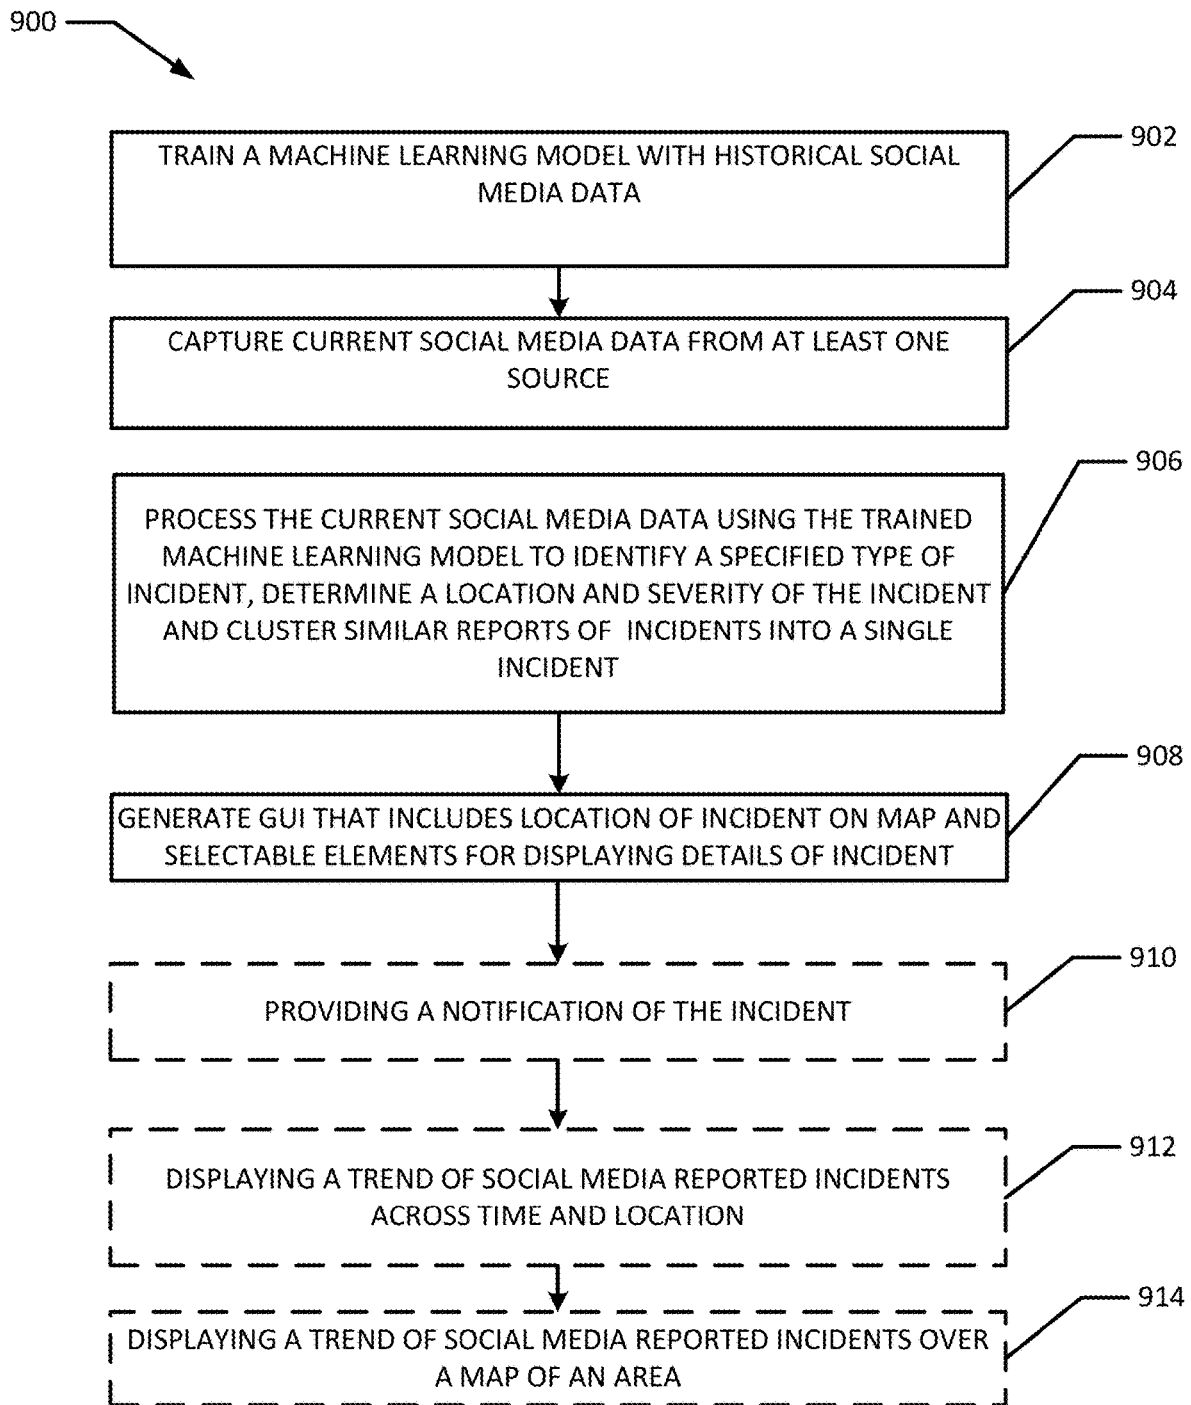 900
902
TRAIN A MACHINE LEARNING MODEL WITH HISTORICAL SOCIAL
MEDIA DATA
904
CAPTURE CURRENT SOCIAL MEDIA DATA FROM AT LEAST ONE
SOURCE
906
PROCESS THE CURRENT SOCIAL MEDIA DATA USING THE TRAINED
MACHINE LEARNING MODEL TO IDENTIFY A SPECIFIED TYPE OF
INCIDENT, DETERMINE A LOCATION AND SEVERITY OF THE INCIDENT
AND CLUSTER SIMILAR REPORTS OF INCIDENTS INTO A SINGLE
INCIDENT
908
GENERATE GUI THAT INCLUDES LOCATION OF INCIDENT ON MAP AND
SELECTABLE ELEMENTS FOR DISPLAYING DETAILS OF INCIDENT
910
PROVIDING A NOTIFICATION OF THE INCIDENT
912
DISPLAYING A TREND OF SOCIAL MEDIA REPORTED INCIDENTS
ACROSS TIME AND LOCATION
914
DISPLAYING A TREND OF SOCIAL MEDIA REPORTED INCIDENTS OVER
A MAP OF AN AREA